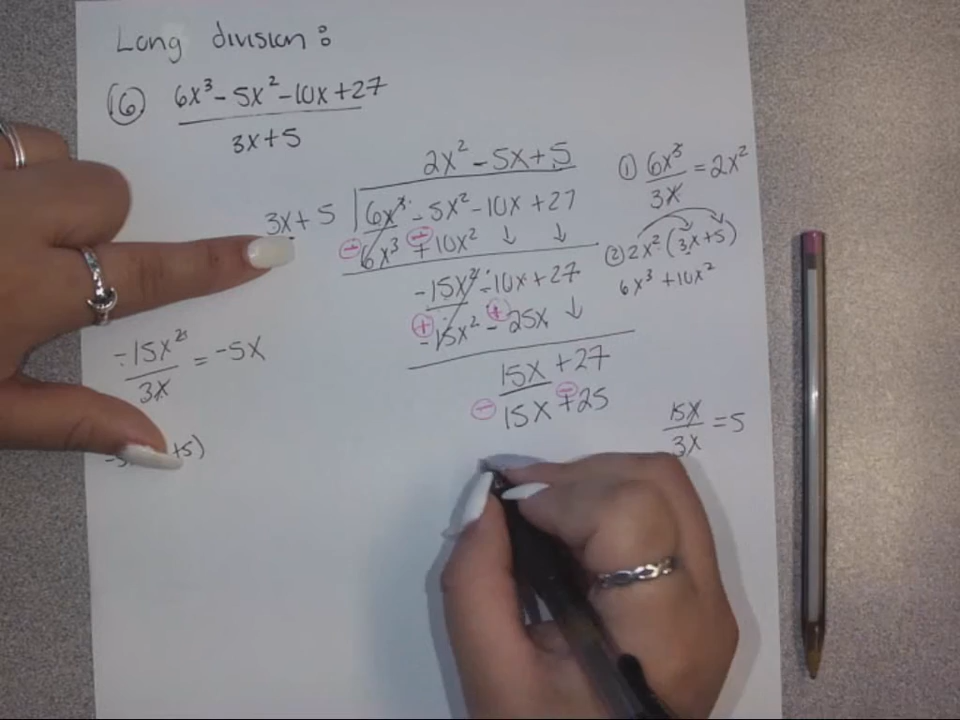 Long division:
(6) 6x³ - 5x² - 10x + 27
3x + 5
2x² - 5x + 5
3x + 5 6x³ - 5x² - 10x + 27
- 6x³ - + 10x² ↓ ↓
-15x² - 10x + 27
+ -15x² + - 25x ↓
15x + 27
- 15x - + 25
① 6x³ = 2x²
3x
② 2x² (3x + 5)
6x³ + 10x²
-15x² = -5x
3x
+5)
15x = 5
3x